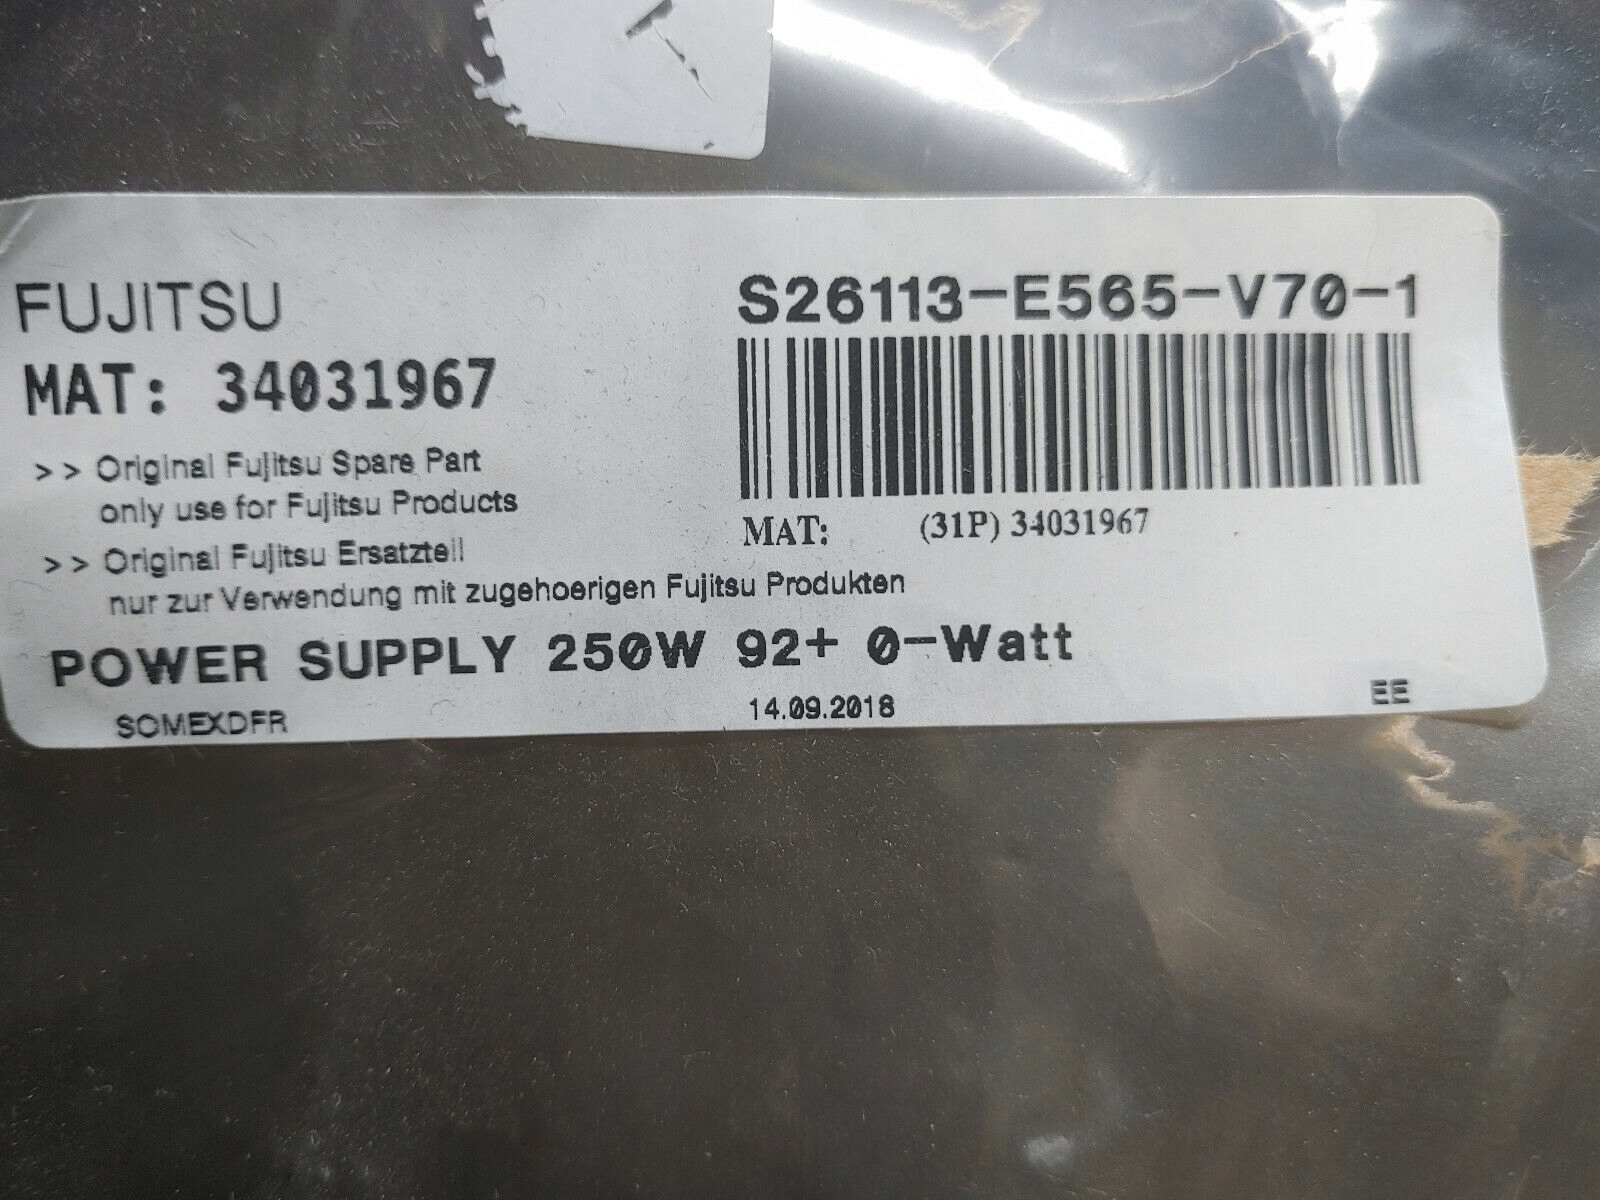 FUJITSU
MAT: 34031967
>> Original Fujitsu Spare Part
only use for Fujitsu Products
>> Original Fujitsu Ersatzteil
nur zur Verwendung mit zugehoerigen Fujitsu Produkten
S26113-E565-V70-1
MAT: (31P) 34031967
POWER SUPPLY 250W 92+ 0-Watt
SOMEXDFR 14.09.2018 EE